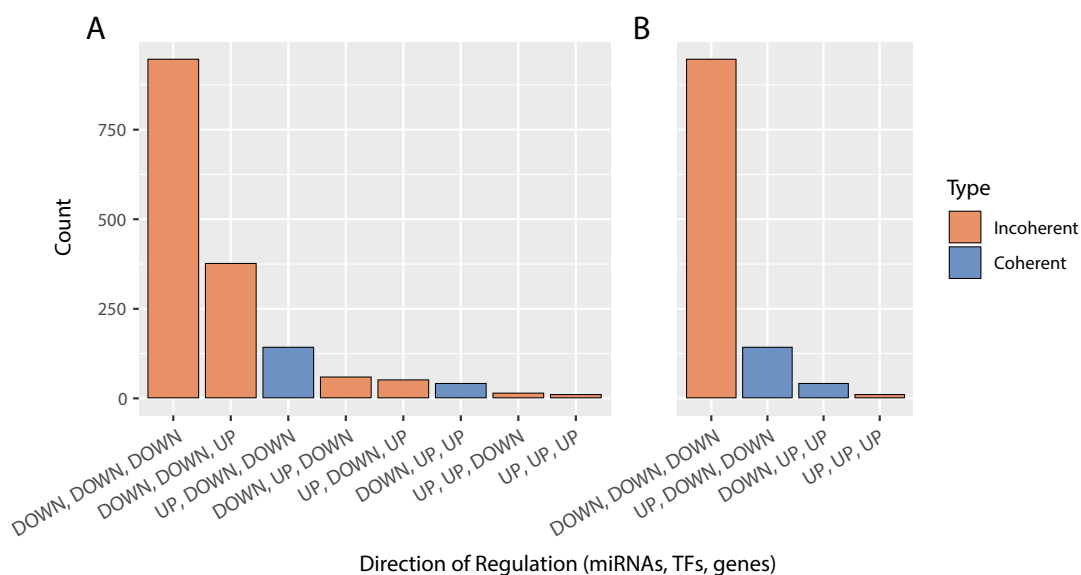 A
B
Count
750
500
250
0
DOWN, DOWN, DOWN
DOWN, DOWN, UP
UP, DOWN, DOWN
DOWN, UP, DOWN
UP, DOWN, UP
DOWN, UP, UP
UP, UP, DOWN
UP, UP, UP
DOWN, DOWN, DOWN
UP, DOWN, DOWN
DOWN, UP, UP
UP, UP, UP
Type
Incoherent
Coherent
Direction of Regulation (miRNAs, TFs, genes)